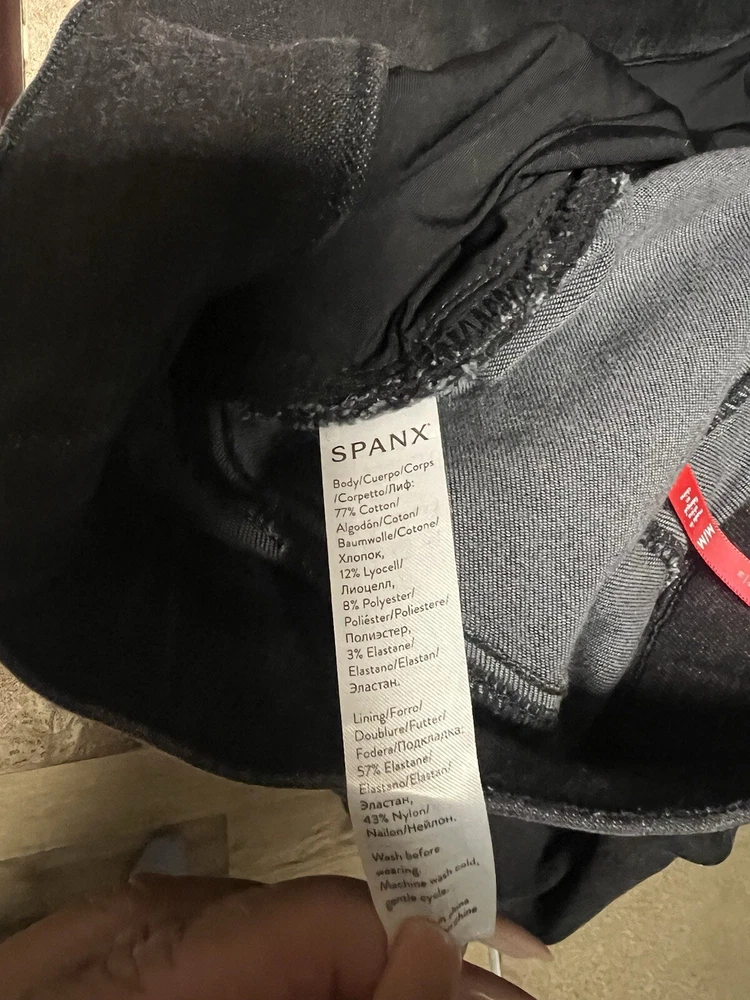 SPANX
Body/Cuerpo/Corps
/Corpetto/Лиф:
77% Cotton/
Algodón/Coton/
Baumwolle/Cotone/
Хлопок,
12% Lyocell/
Лиоцелл,
8% Polyester/
Poliéster/Poliestere/
Полиэстер,
3% Elastane/
Elastano/Elastan/
Эластан.
Lining/Forro/
Doublure/Futter/
Fodera/Подкладка:
57% Elastane/
Elastano/Elastan/
Эластан,
43% Nylon/
Nailon/Нейлон.
Wash before
wearing.
Machine wash cold,
gentle cycle.
M/M